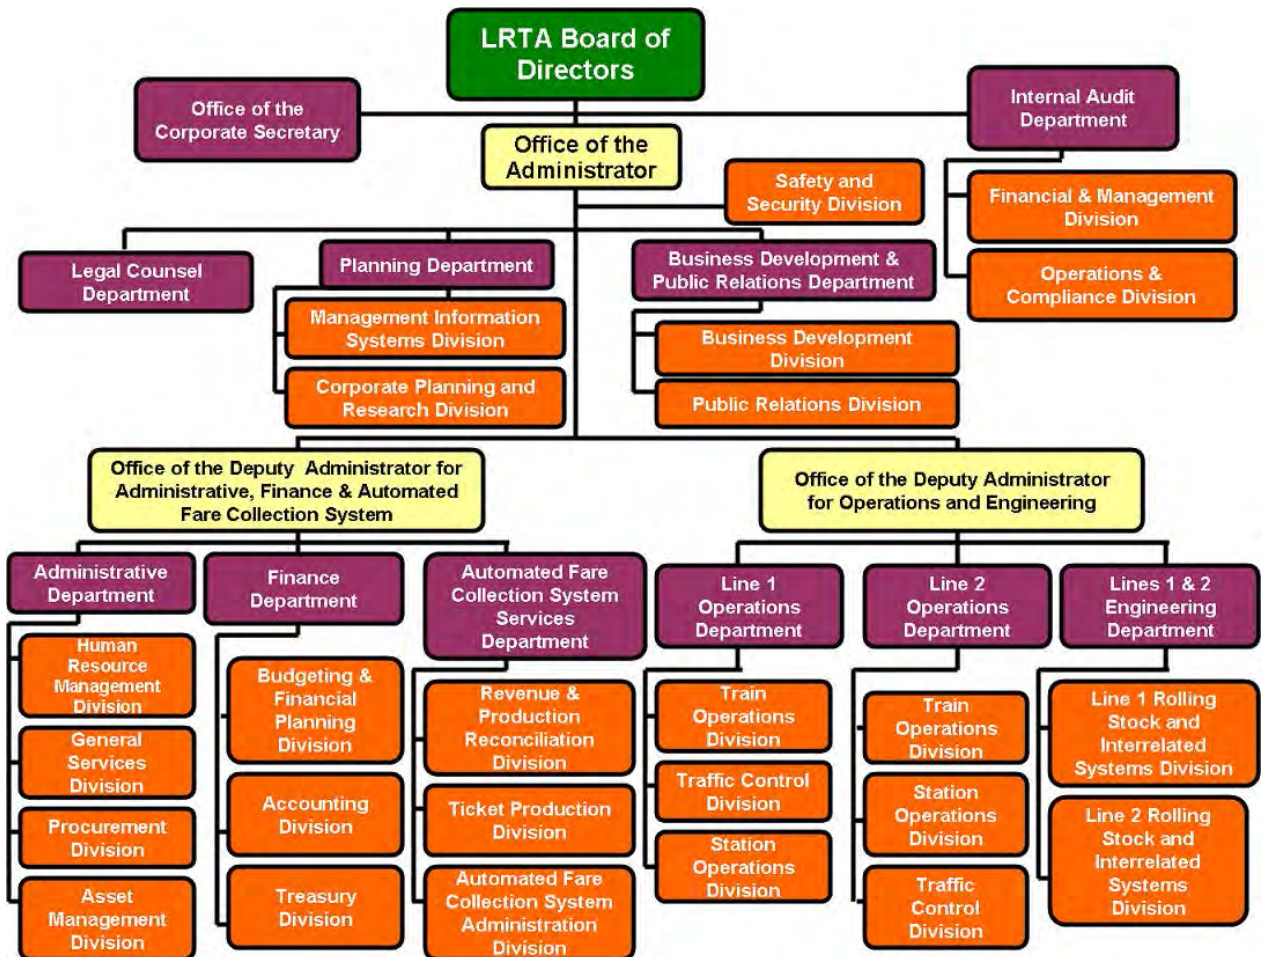 LRTA Board of
Directors
Office of the
Corporate Secretary
Internal Audit
Department
Office of the
Administrator
Safety and
Security Division
Financial & Management
Division
Operations &
Compliance Division
Legal Counsel
Department
Planning Department
Management Information
Systems Division
Corporate Planning and
Research Division
Business Development &
Public Relations Department
Business Development
Division
Public Relations Division
Office of the Deputy Administrator for
Administrative, Finance & Automated
Fare Collection System
Office of the Deputy Administrator
for Operations and Engineering
Administrative
Department
Human
Resource
Management
Division
General
Services
Division
Procurement
Division
Asset
Management
Division
Finance
Department
Budgeting &
Financial
Planning
Division
Accounting
Division
Treasury
Division
Automated Fare
Collection System
Services
Department
Revenue &
Production
Reconciliation
Division
Ticket Production
Division
Automated Fare
Collection System
Administration
Division
Line 1
Operations
Department
Train
Operations
Division
Traffic Control
Division
Station
Operations
Division
Line 2
Operations
Department
Train
Operations
Division
Station
Operations
Division
Traffic
Control
Division
Lines 1 & 2
Engineering
Department
Line 1 Rolling
Stock and
Interrelated
Systems Division
Line 2 Rolling
Stock and
Interrelated
Systems
Division